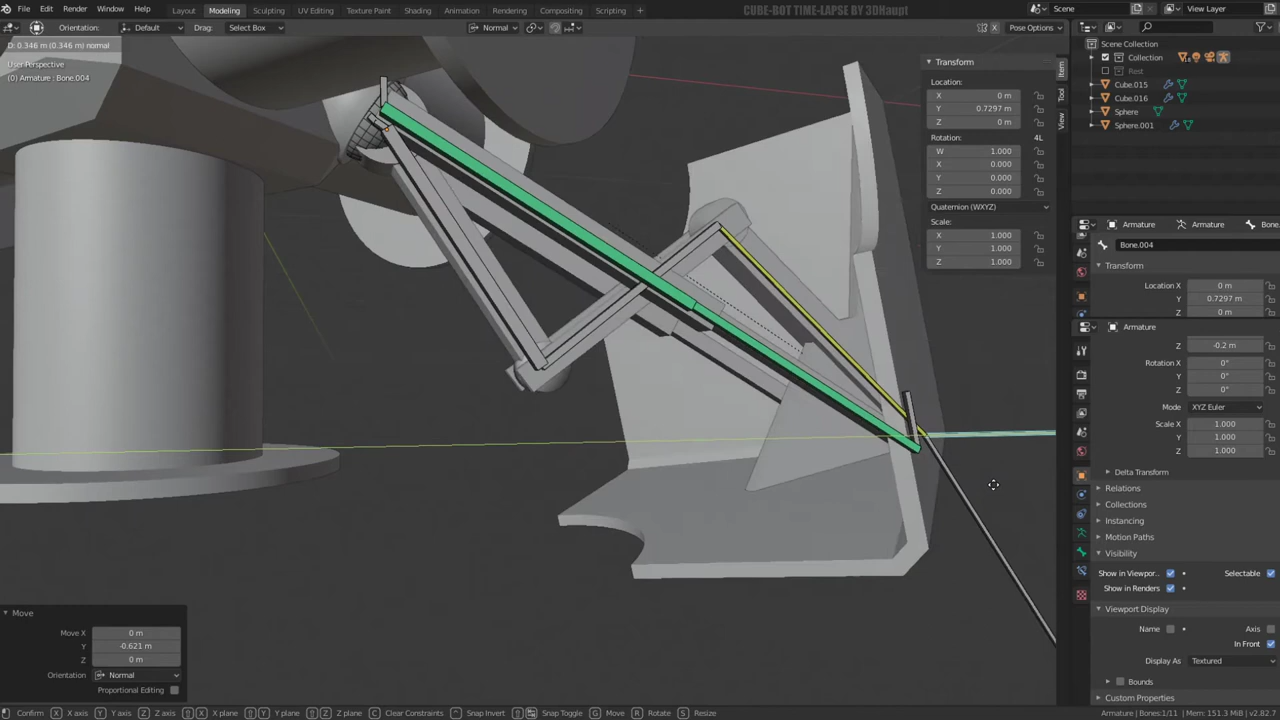 File Edit Render Window Help Layout Modeling Sculpting UV Editing Texture Paint Shading Animation Rendering Compositing Scripting + CUBE-BOT TIME-LAPSE by 3DHaupt Scene View Layer
Orientation: Default Drag: Select Box Normal Pose Options
D: 0.346 m (0.346 m) normal
User Perspective
(0) Armature : Bone.004
Transform
Location:
X 0 m
Y 0.7297 m
Z 0 m
Rotation: 4L
W 1.000
X 0.000
Y 0.000
Z 0.000
Quaternion (WXYZ)
Scale:
X 1.000
Y 1.000
Z 1.000
Item
Tool
View
Scene Collection
Collection
Rest
Cube.015
Cube.016
Sphere
Sphere.001
Armature Armature Bone.
Bone.004
Transform
Location X 0 m
Y 0.7297 m
Armature
Z -0.2 m
Rotation X 0°
Y 0°
Z 0°
Mode XYZ Euler
Scale X 1.000
Y 1.000
Z 1.000
Delta Transform
Relations
Collections
Instancing
Motion Paths
Visibility
Show in Viewpor.. Selectable
Show in Renders
Viewport Display
Name Axis
In Front
Display As Textured
Bounds
Custom Properties
Move
Move X 0 m
Y -0.621 m
Z 0 m
Orientation Normal
Proportional Editing
Confirm X X axis Y Y axis Z Z axis X X plane Y Y plane Z Z plane C Clear Constraints Snap Invert Snap Toggle G Move R Rotate S Resize Armature | Bones:1/11 | Mem: 151.3 MiB | v2.82.7